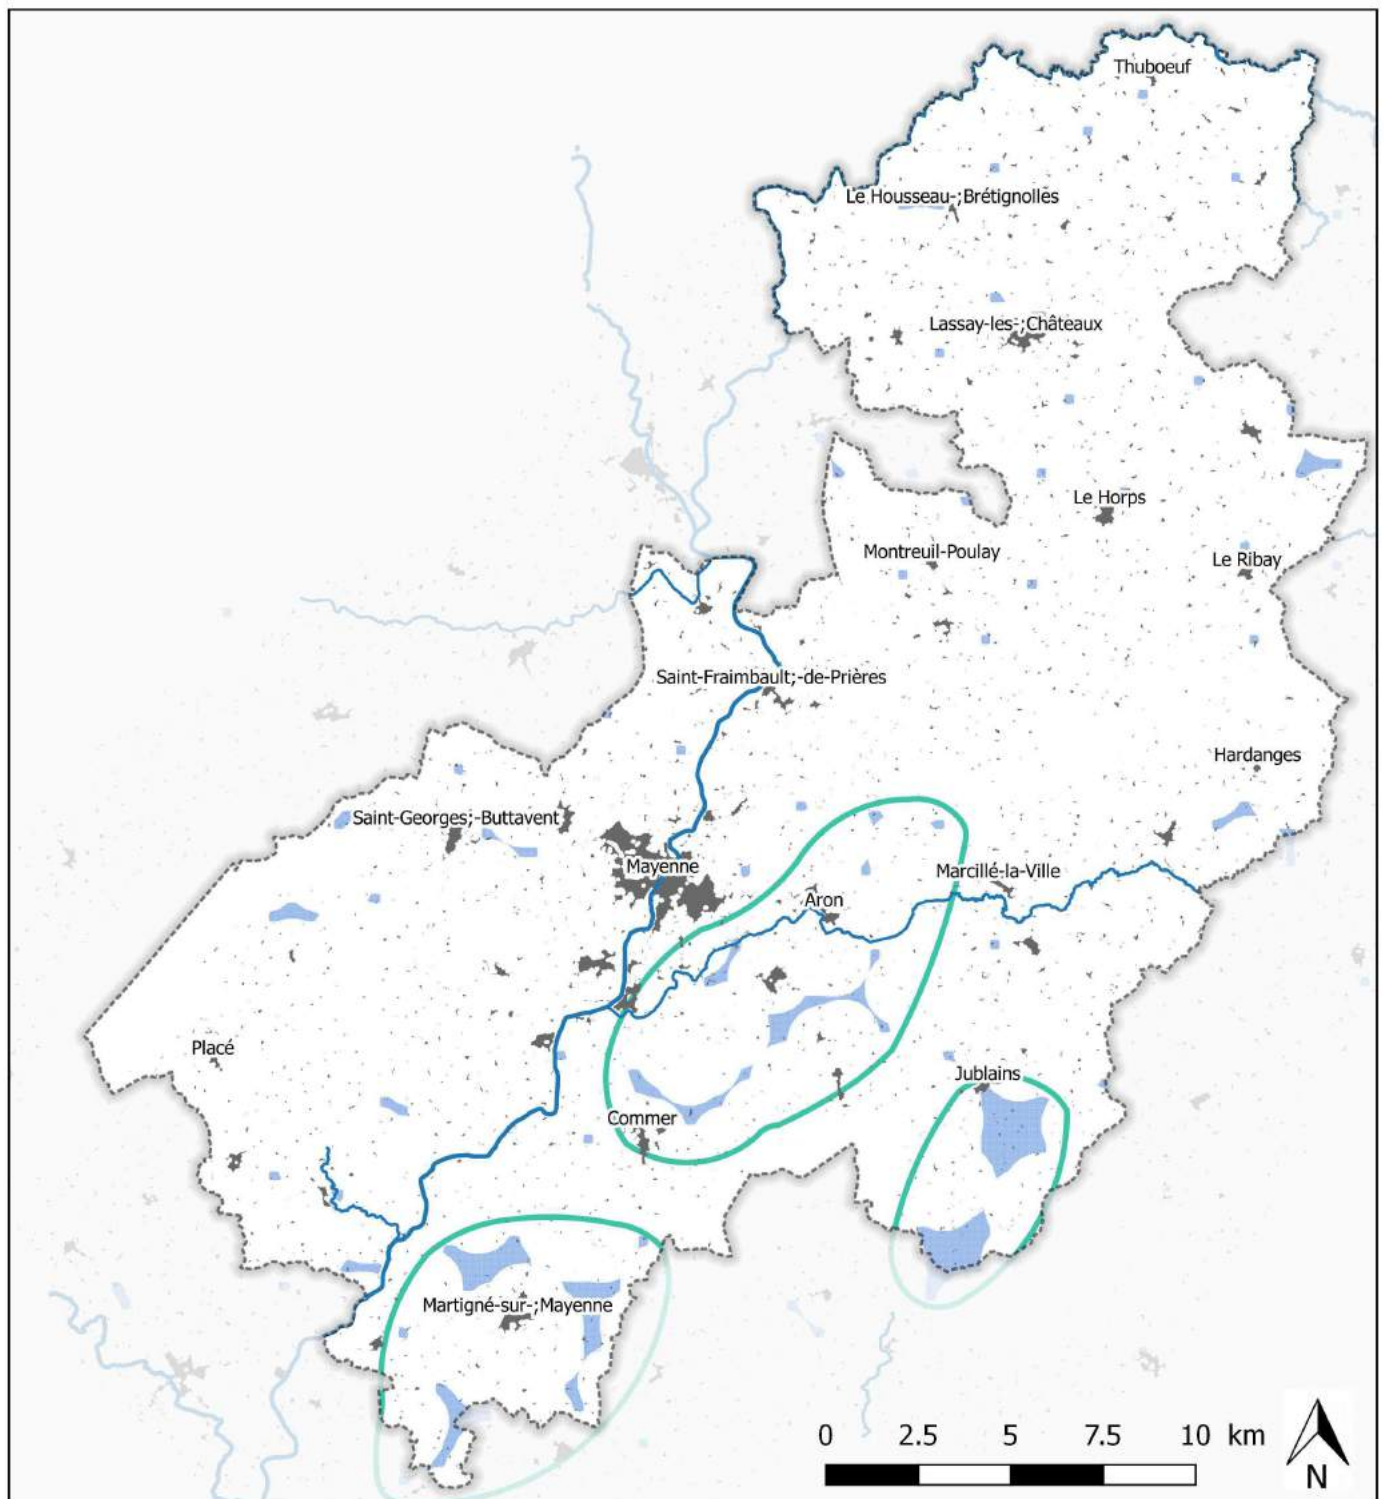 Thuboeuf
Le Housseau-;Brétignolles
Lassay-les-;Châteaux
Le Horps
Montreuil-Poulay
Le Ribay
Saint-Fraimbault;-de-Prières
Hardanges
Saint-Georges;-Buttavent
Mayenne
Marcillé-la-Ville
Aron
Placé
Jublains
Commer
Martigné-sur-;Mayenne
0 2.5 5 7.5 10 km
N